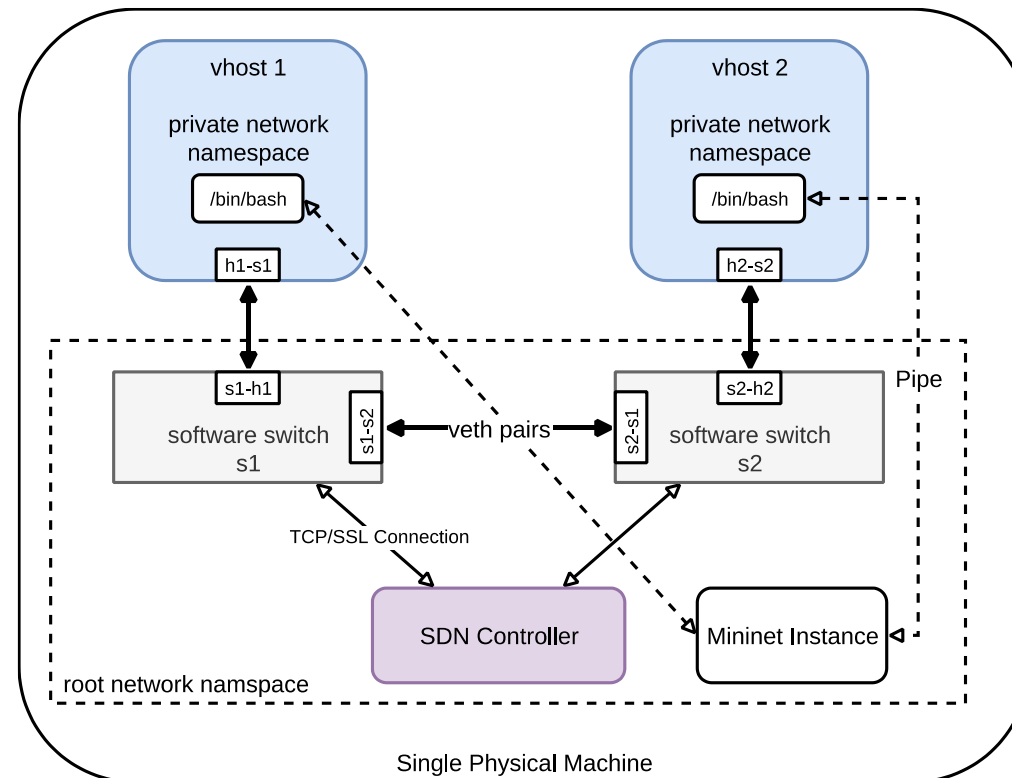 vhost 1
private network
namespace
/bin/bash
h1-s1
vhost 2
private network
namespace
/bin/bash
h2-s2
s1-h1
s1-s2
software switch
s1
veth pairs
s2-h2
s2-s1
software switch
s2
Pipe
TCP/SSL Connection
SDN Controller
Mininet Instance
root network namspace
Single Physical Machine